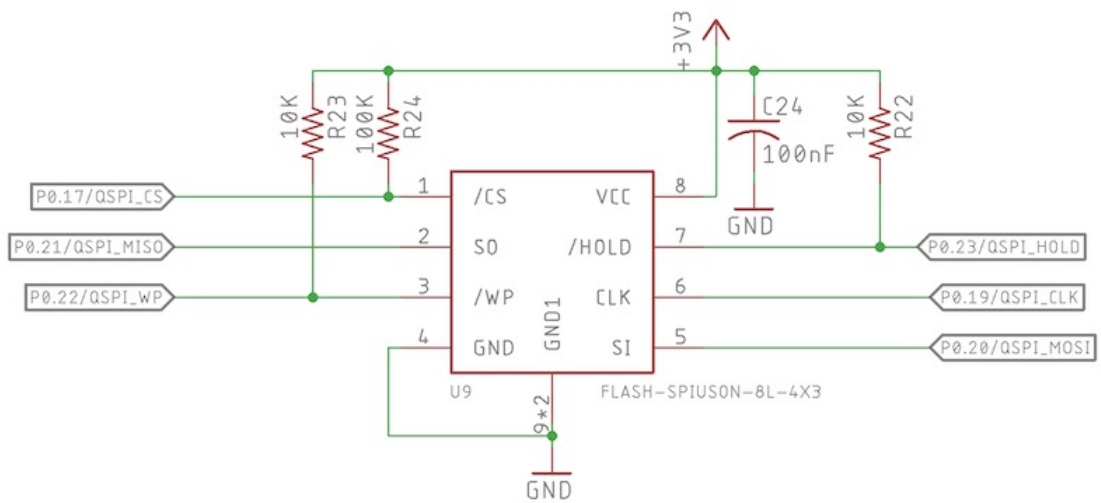 +3V3
10K
R23
100K
R24
C24
100nF
10K
R22
GND
P0.17/QSPI_CS
1
/CS
VCC
8
P0.21/QSPI_MISO
2
SO
/HOLD
7
P0.23/QSPI_HOLD
P0.22/QSPI_WP
3
/WP
CLK
6
P0.19/QSPI_CLK
4
GND
GND1
SI
5
P0.20/QSPI_MOSI
U9
FLASH-SPIUSON-8L-4X3
9*2
GND